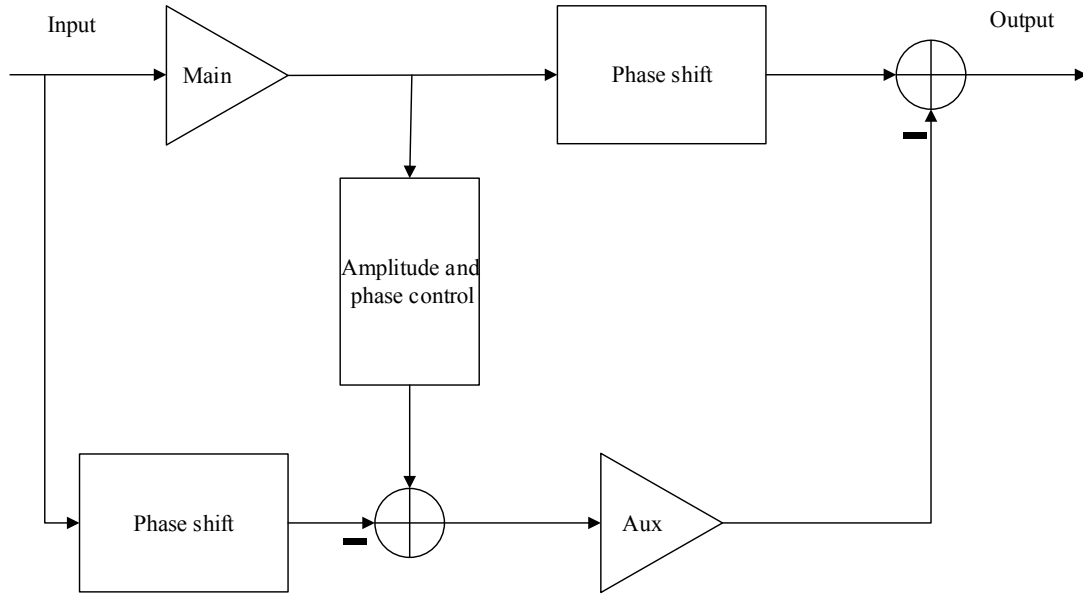 Input
Output
Main
Phase shift
Amplitude and
phase control
Phase shift
Aux